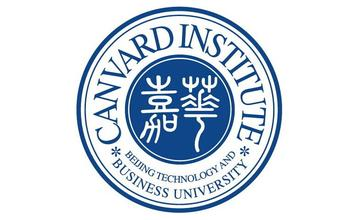 CANVARD INSTITUTE
嘉華
BEIJING TECHNOLOGY AND
BUSINESS UNIVERSITY